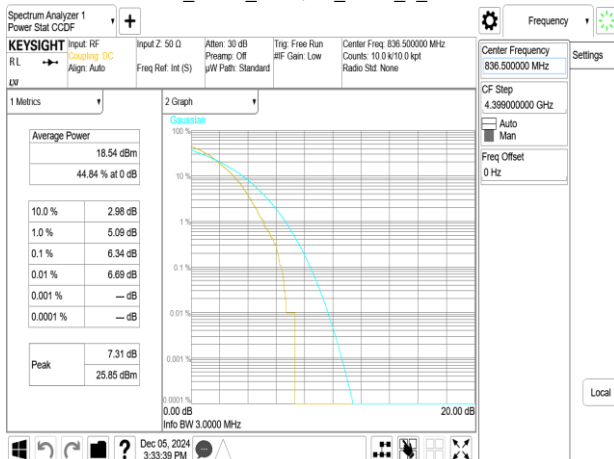 Spectrum Analyzer 1
Power Stat CCDF
Frequency
KEYSIGHT
RL
LXI
Input: RF
Coupling: DC
Align: Auto
Input Z: 50 Ω
Freq Ref: Int (S)
Atten: 30 dB
Preamp: Off
µW Path: Standard
Trig: Free Run
#IF Gain: Low
Center Freq: 836.500000 MHz
Counts: 10.0 k/10.0 kpt
Radio Std: None
Center Frequency
836.500000 MHz
Settings
CF Step
4.399000000 GHz
Auto
Man
Freq Offset
0 Hz
Local
1 Metrics
Average Power
18.54 dBm
44.84 % at 0 dB
10.0 % 2.98 dB
1.0 % 5.09 dB
0.1 % 6.34 dB
0.01 % 6.69 dB
0.001 % — dB
0.0001 % — dB
Peak
7.31 dB
25.85 dBm
2 Graph
Gaussian
100 %
10 %
1 %
0.1 %
0.01 %
0.001 %
0.0001 %
0.00 dB
20.00 dB
Info BW 3.0000 MHz
?
Dec 05, 2024
3:33:39 PM